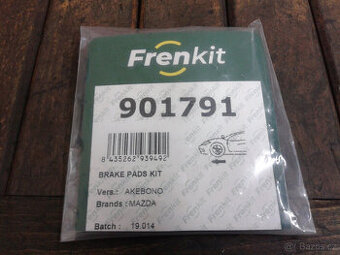 Frenkit
901791
8 435262 939492
BRAKE PADS KIT
Vers.: AKEBONO
Brands : MAZDA
Batch : 19.014